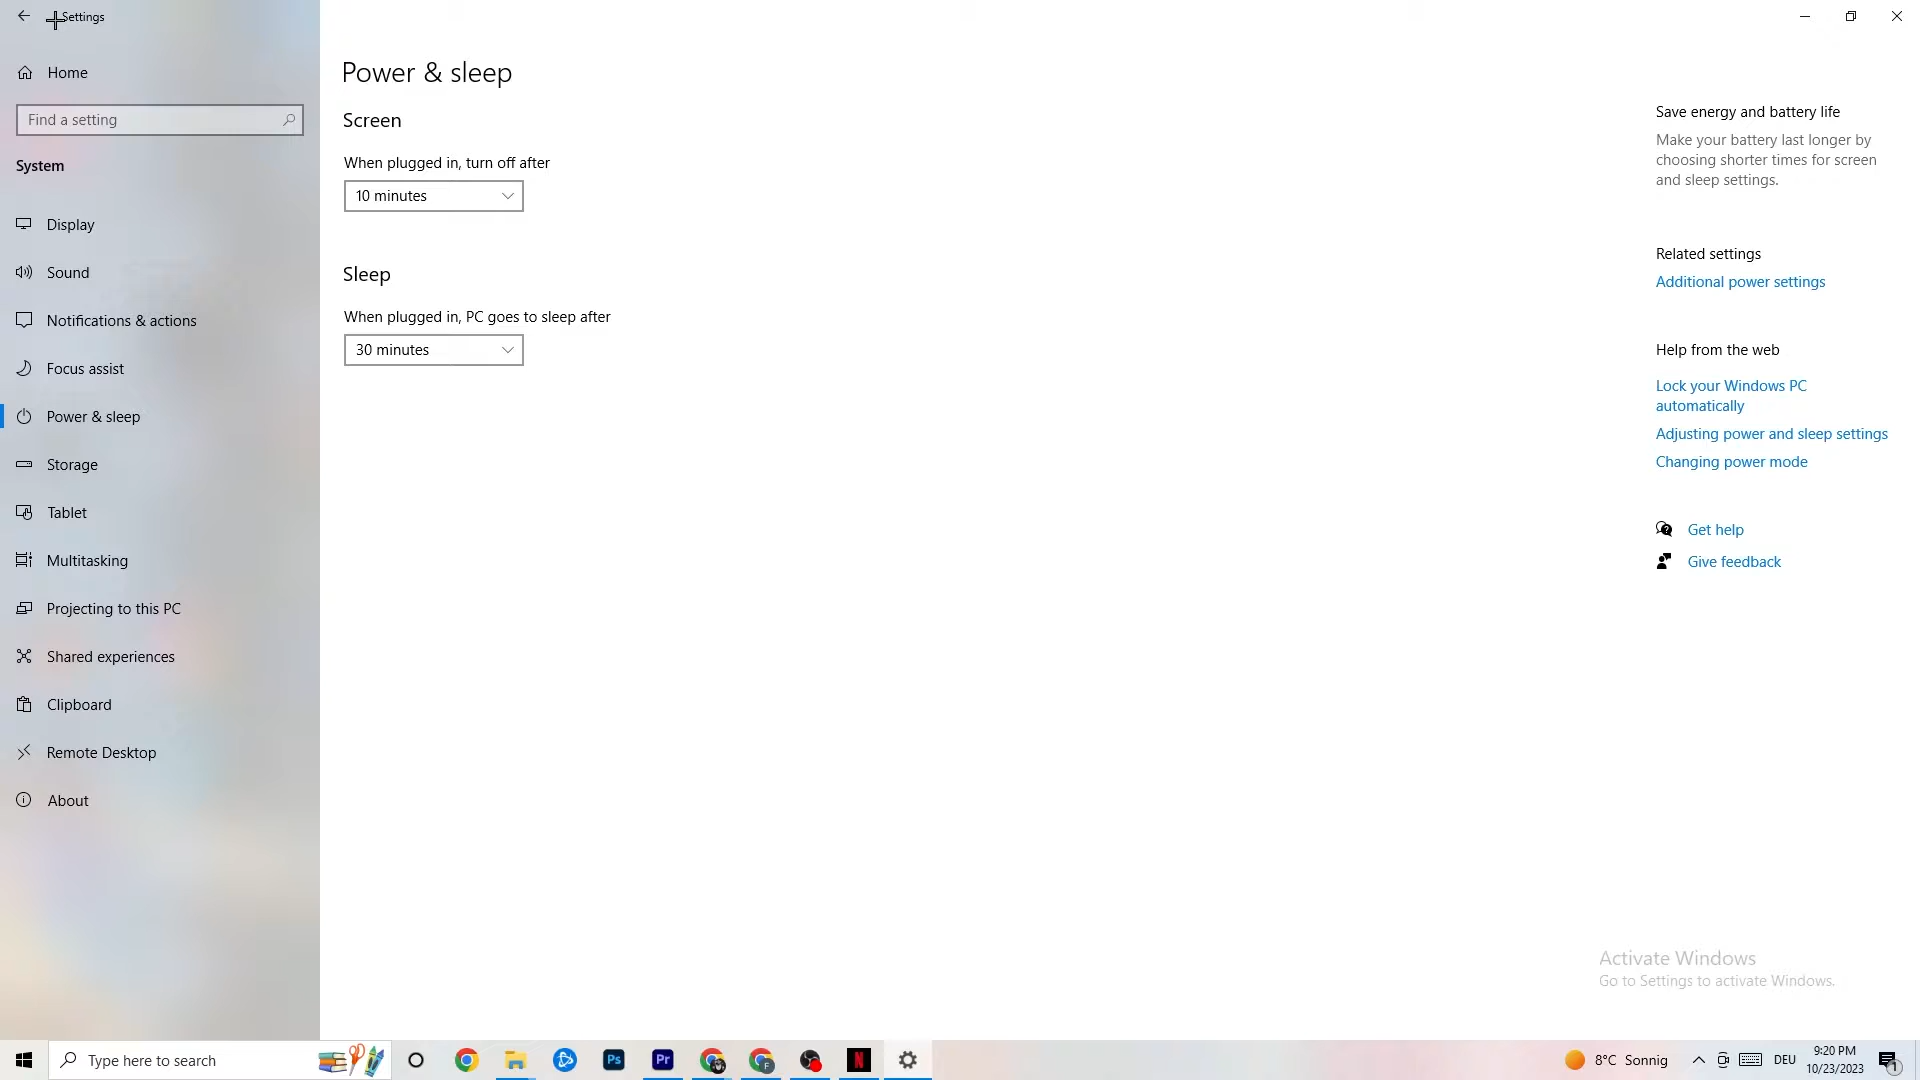 Settings
Home
Find a setting
System
Display
Sound
Notifications & actions
Focus assist
Power & sleep
Storage
Tablet
Multitasking
Projecting to this PC
Shared experiences
Clipboard
Remote Desktop
About
Power & sleep
Screen
When plugged in, turn off after
10 minutes
Sleep
When plugged in, PC goes to sleep after
30 minutes
Save energy and battery life
Make your battery last longer by
choosing shorter times for screen
and sleep settings.
Related settings
Additional power settings
Help from the web
Lock your Windows PC
automatically
Adjusting power and sleep settings
Changing power mode
Get help
Give feedback
Activate Windows
Go to Settings to activate Windows.
Type here to search
Ps
Pr
F
N
8°C Sonnig
DEU
9:20 PM
10/23/2023
1